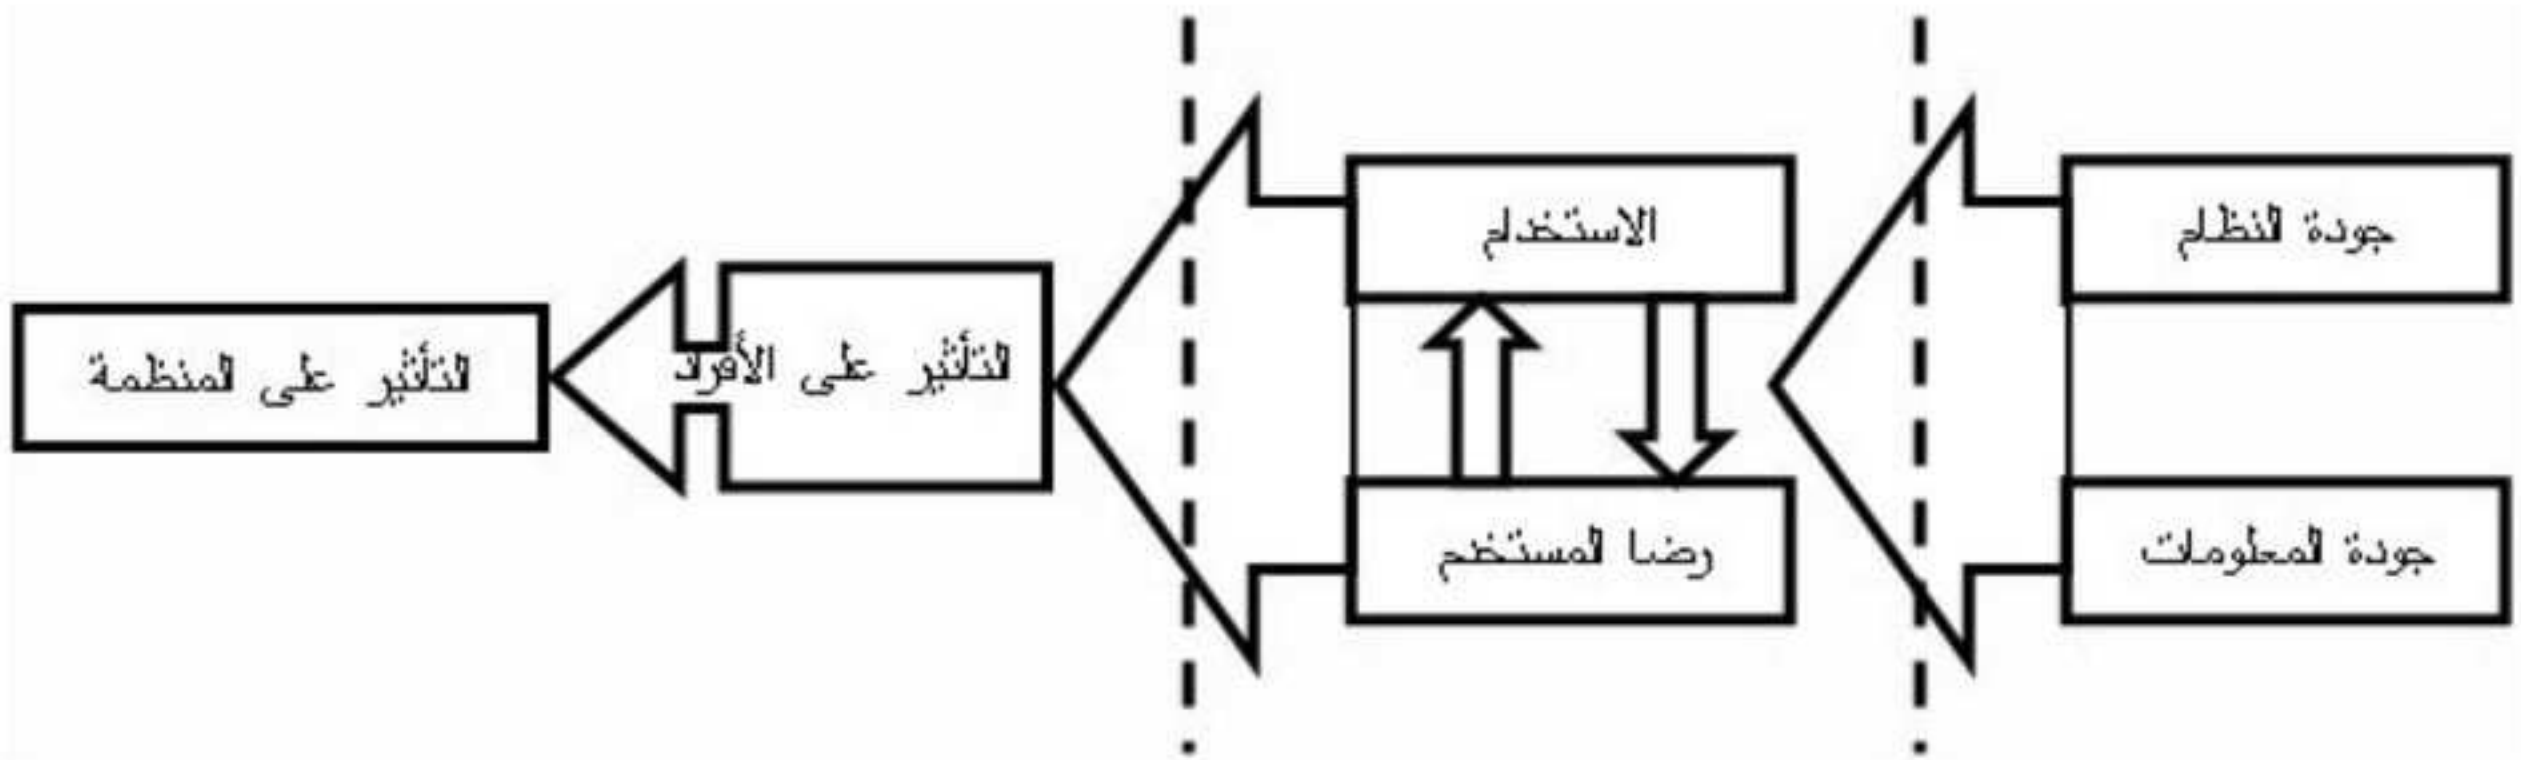 جودة النظام
جودة المعلومات
الاستخدام
رضا المستخدم
التأثير على الأفراد
التأثير على المنظمة